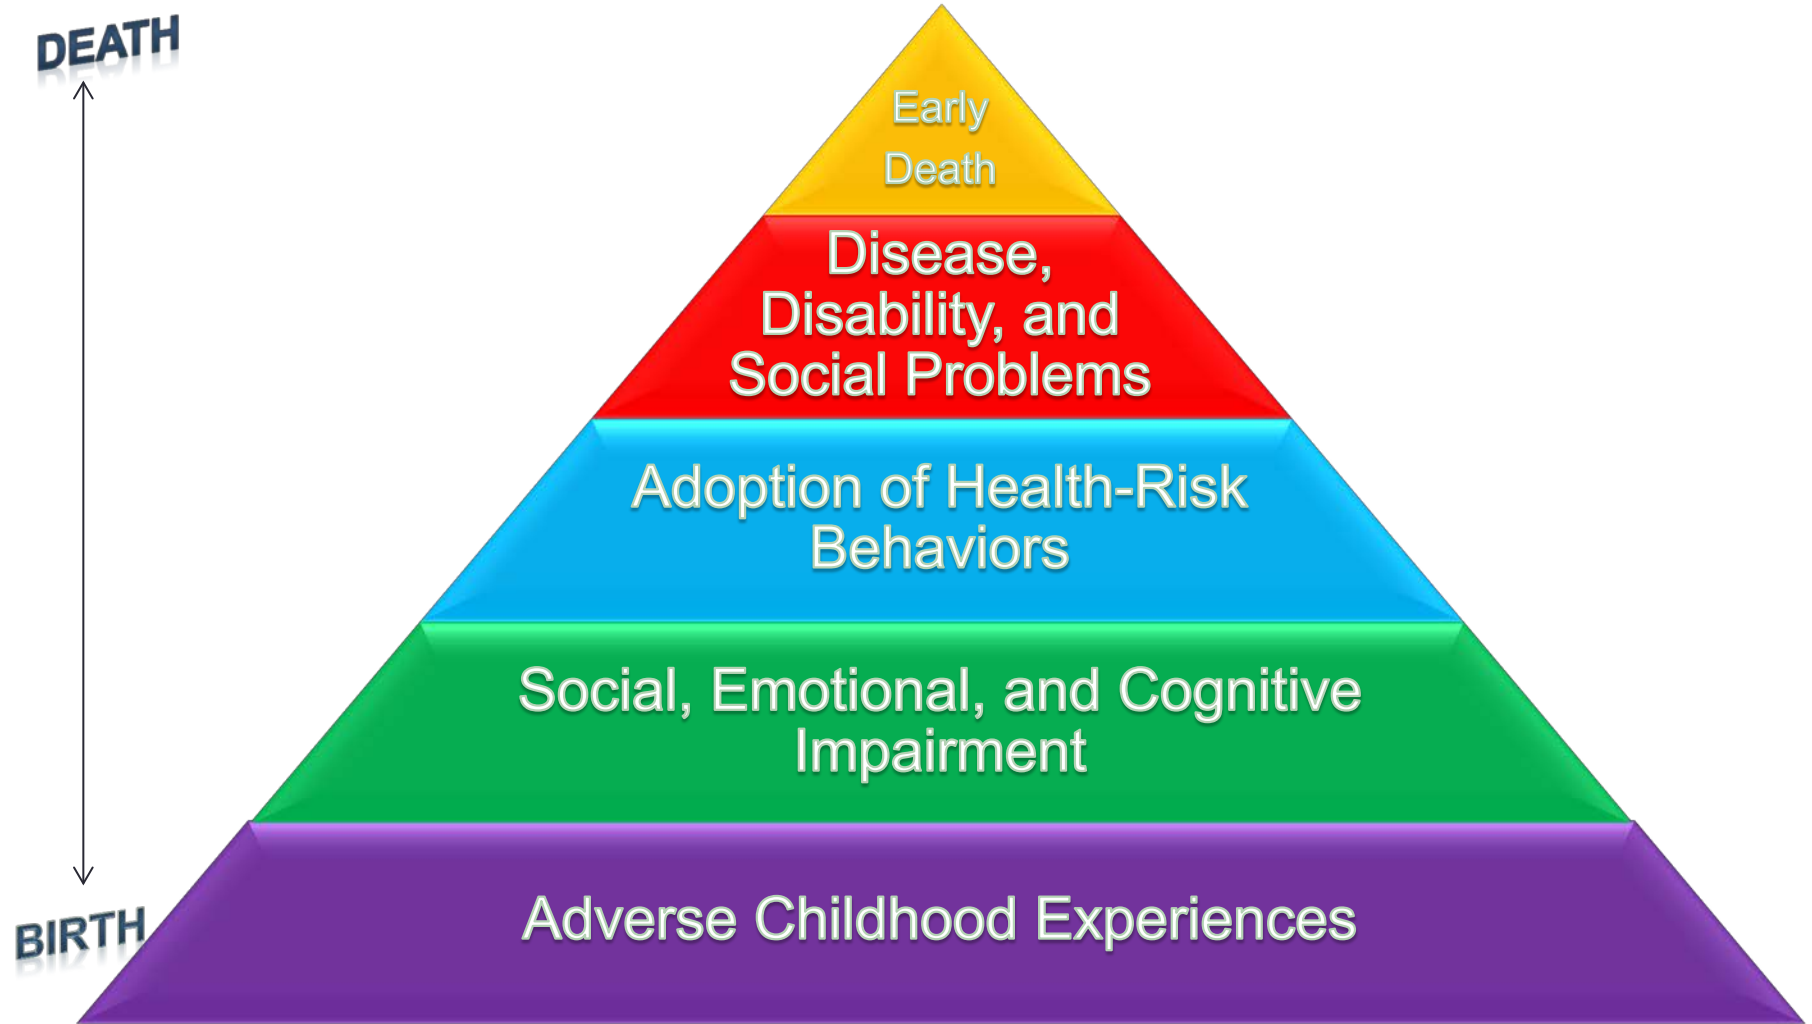 DEATH
Early
Death
Disease,
Disability, and
Social Problems
Adoption of Health-Risk
Behaviors
Social, Emotional, and Cognitive
Impairment
Adverse Childhood Experiences
BIRTH